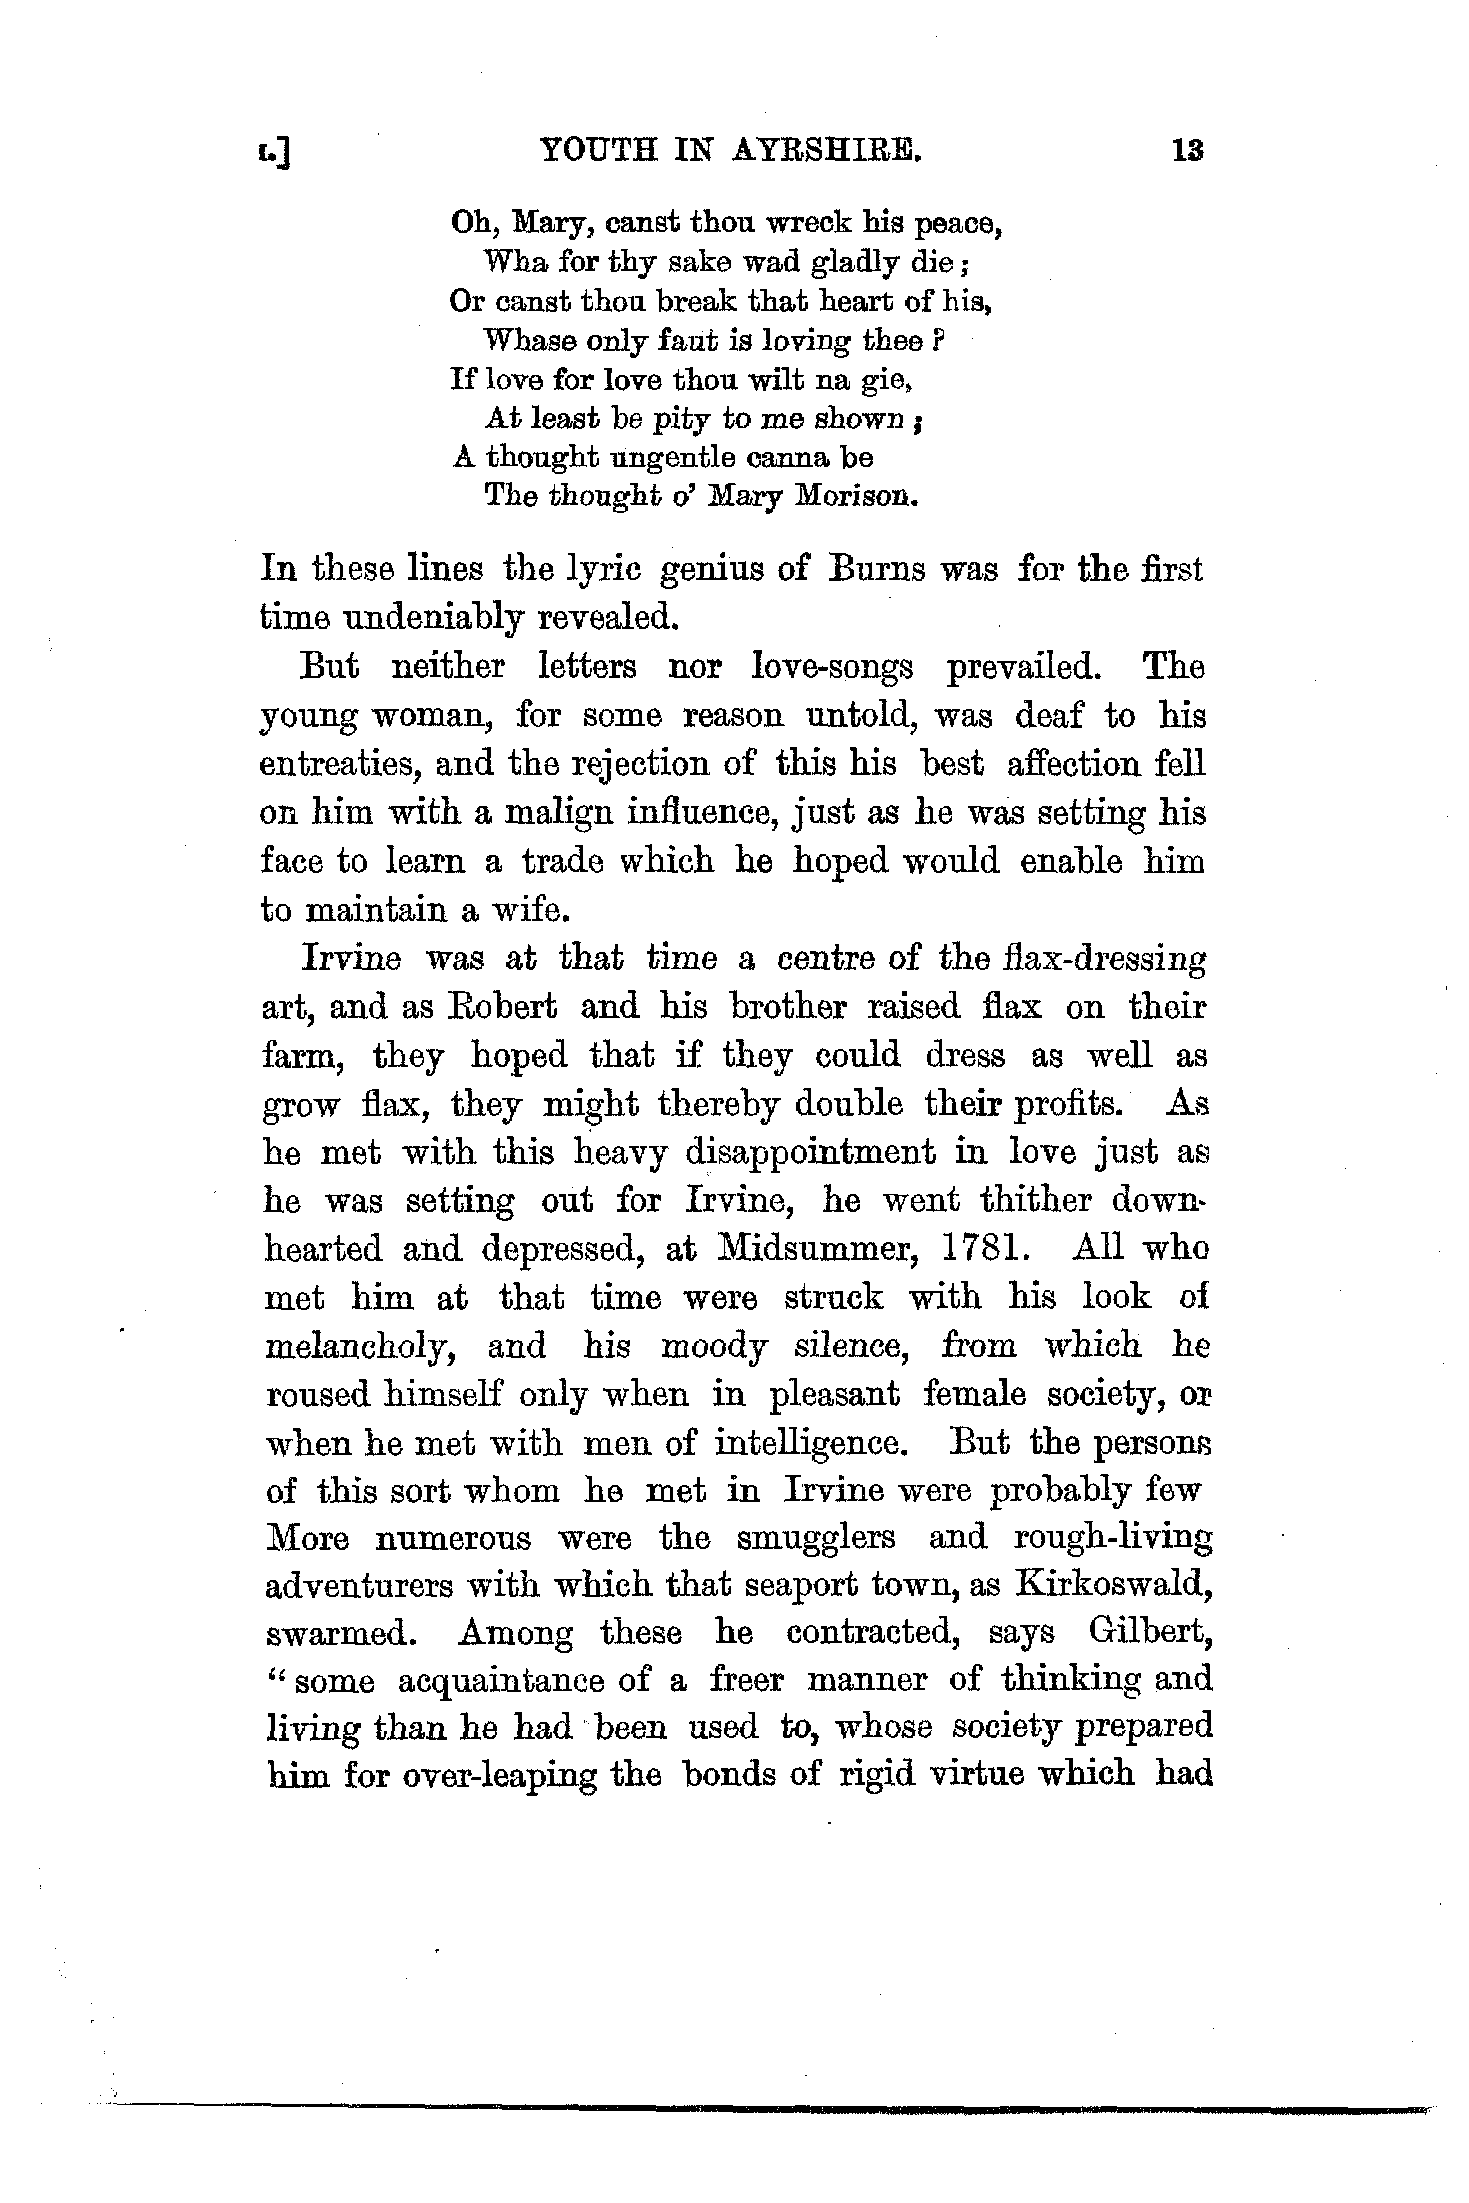 I.] YOUTH IN AYRSHIRE. 13
Oh, Mary, canst thou wreck his peace,
Wha for thy sake wad gladly die;
Or canst thou break that heart of his,
Whase only faut is loving thee?
If love for love thou wilt na gie,
At least be pity to me shown;
A thought ungentle canna be
The thought o' Mary Morison.
In these lines the lyric genius of Burns was for the first
time undeniably revealed.
But neither letters nor love-songs prevailed. The
young woman, for some reason untold, was deaf to his
entreaties, and the rejection of this his best affection fell
on him with a malign influence, just as he was setting his
face to learn a trade which he hoped would enable him
to maintain a wife.
Irvine was at that time a centre of the flax-dressing
art, and as Robert and his brother raised flax on their
farm, they hoped that if they could dress as well as
grow flax, they might thereby double their profits. As
he met with this heavy disappointment in love just as
he was setting out for Irvine, he went thither down-
hearted and depressed, at Midsummer, 1781. All who
met him at that time were struck with his look of
melancholy, and his moody silence, from which he
roused himself only when in pleasant female society, or
when he met with men of intelligence. But the persons
of this sort whom he met in Irvine were probably few
More numerous were the smugglers and rough-living
adventurers with which that seaport town, as Kirkoswald,
swarmed. Among these he contracted, says Gilbert,
"some acquaintance of a freer manner of thinking and
living than he had been used to, whose society prepared
him for over-leaping the bonds of rigid virtue which had